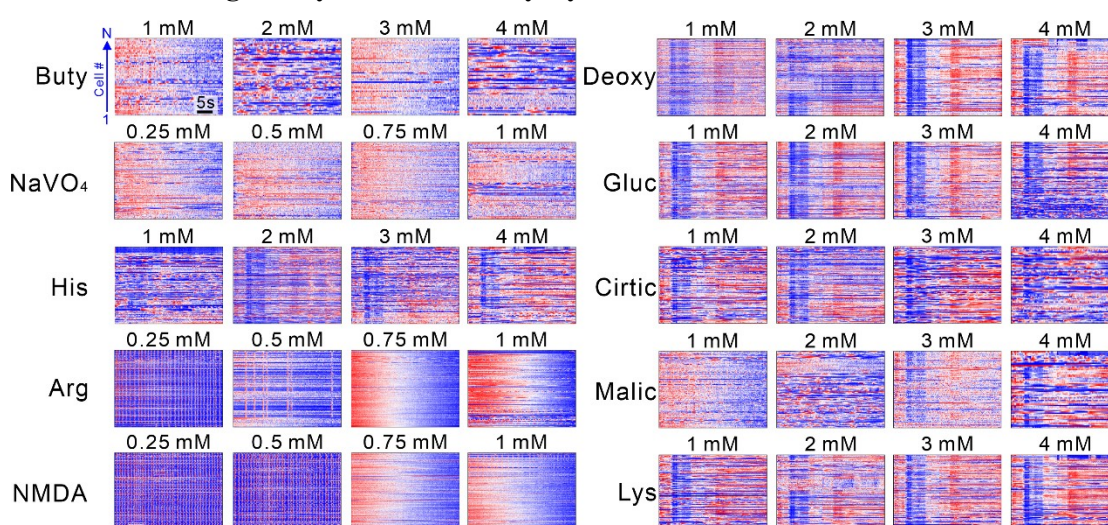 1 mM 2 mM 3 mM 4 mM
Buty
N
Cell #
1
5s
1 mM 2 mM 3 mM 4 mM
Deoxy
0.25 mM 0.5 mM 0.75 mM 1 mM
NaVO₄
1 mM 2 mM 3 mM 4 mM
Gluc
1 mM 2 mM 3 mM 4 mM
His
1 mM 2 mM 3 mM 4 mM
Cirtic
0.25 mM 0.5 mM 0.75 mM 1 mM
Arg
1 mM 2 mM 3 mM 4 mM
Malic
0.25 mM 0.5 mM 0.75 mM 1 mM
NMDA
1 mM 2 mM 3 mM 4 mM
Lys